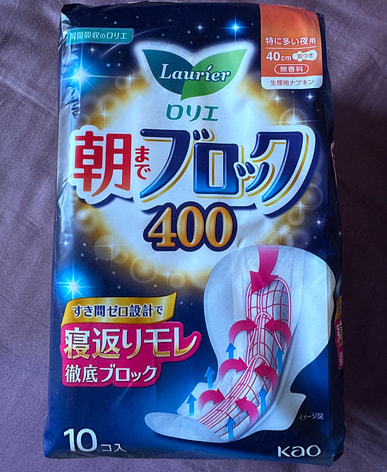 瞬間吸収のロリエ
特に多い夜用
40cm 羽つき
無香料
生理用ナプキン
Laurier
ロリエ
朝までブロック
400
すき間ゼロ設計で
寝返りモレ
徹底ブロック
イメージ図
10コ入
Kao